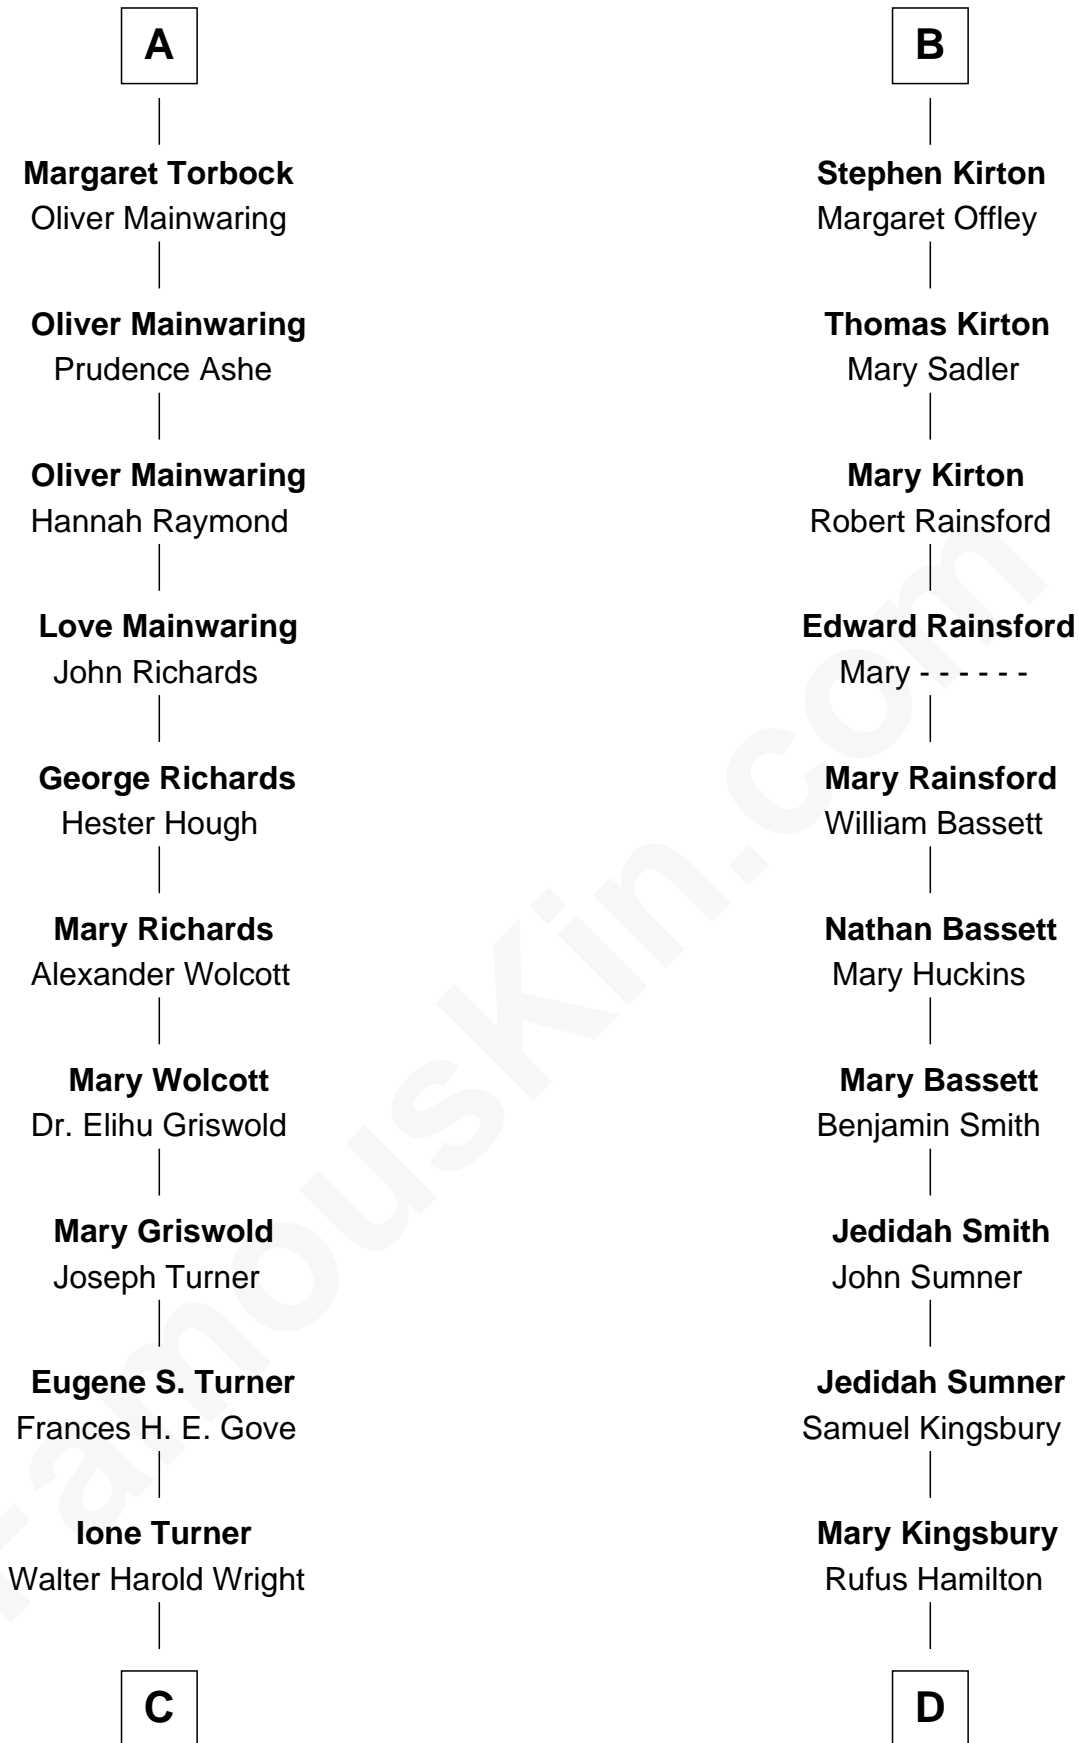 A
Margaret Torbock
Oliver Mainwaring
Oliver Mainwaring
Prudence Ashe
Oliver Mainwaring
Hannah Raymond
Love Mainwaring
John Richards
George Richards
Hester Hough
Mary Richards
Alexander Wolcott
Mary Wolcott
Dr. Elihu Griswold
Mary Griswold
Joseph Turner
Eugene S. Turner
Frances H. E. Gove
Ione Turner
Walter Harold Wright
C
B
Stephen Kirton
Margaret Offley
Thomas Kirton
Mary Sadler
Mary Kirton
Robert Rainsford
Edward Rainsford
Mary - - - - - -
Mary Rainsford
William Bassett
Nathan Bassett
Mary Huckins
Mary Bassett
Benjamin Smith
Jedidah Smith
John Sumner
Jedidah Sumner
Samuel Kingsbury
Mary Kingsbury
Rufus Hamilton
D
FamousKin.com